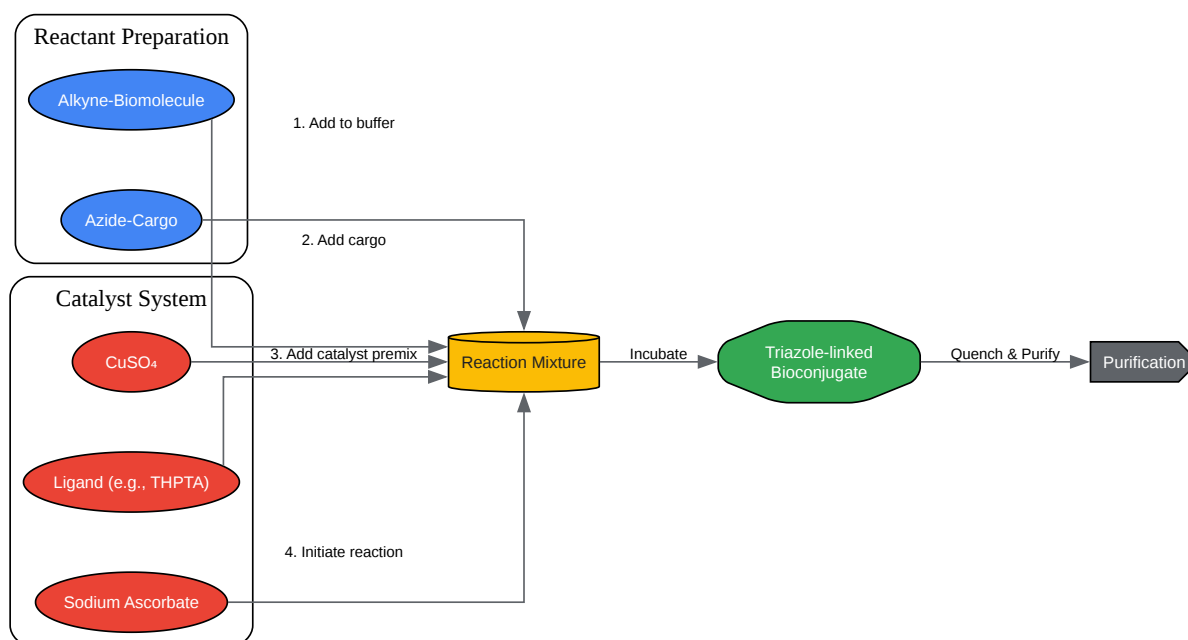 Reactant Preparation
Alkyne-Biomolecule
1. Add to buffer
Azide-Cargo
2. Add cargo
Catalyst System
CuSO₄
3. Add catalyst premix
Reaction Mixture
Incubate
Triazole-linked
Bioconjugate
Quench & Purify
Purification
Ligand (e.g., THPTA)
4. Initiate reaction
Sodium Ascorbate